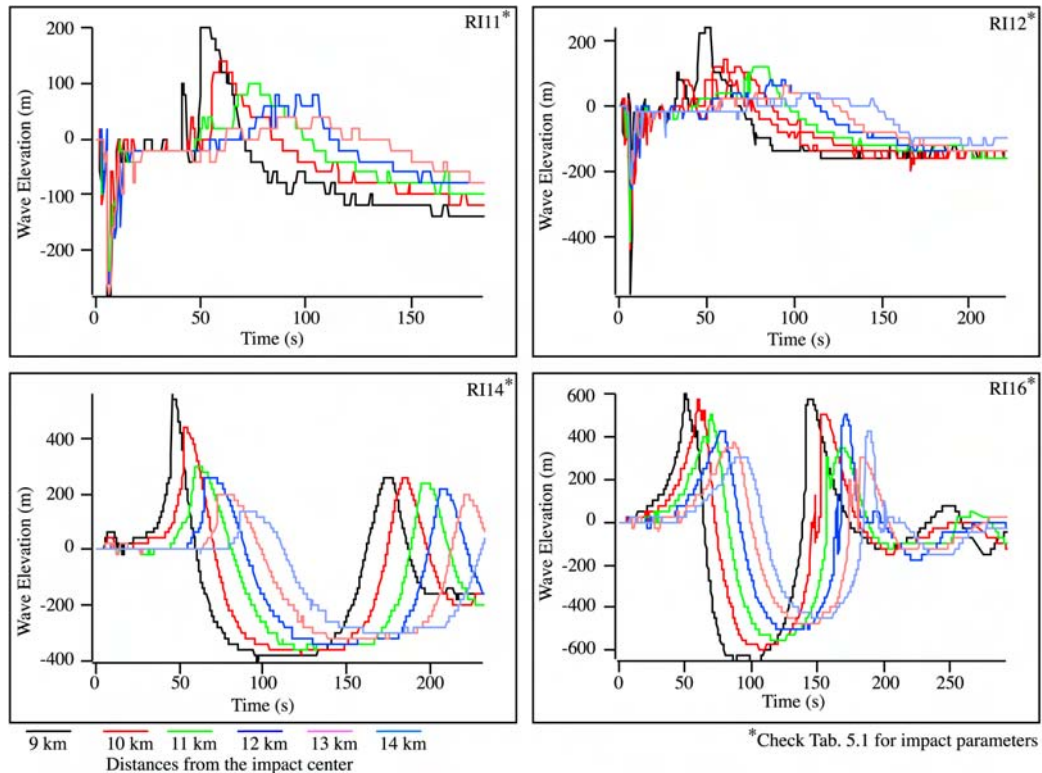 RI11*
Wave Elevation (m)
200
100
0
-100
-200
0 50 100 150
Time (s)
RI12*
Wave Elevation (m)
200
0
-200
-400
0 50 100 150 200
Time (s)
RI14*
Wave Elevation (m)
400
200
0
-200
-400
0 50 100 150 200
Time (s)
RI16*
Wave Elevation (m)
600
400
200
0
-200
-400
-600
0 50 100 150 200 250
Time (s)
9 km 10 km 11 km 12 km 13 km 14 km
Distances from the impact center
*Check Tab. 5.1 for impact parameters